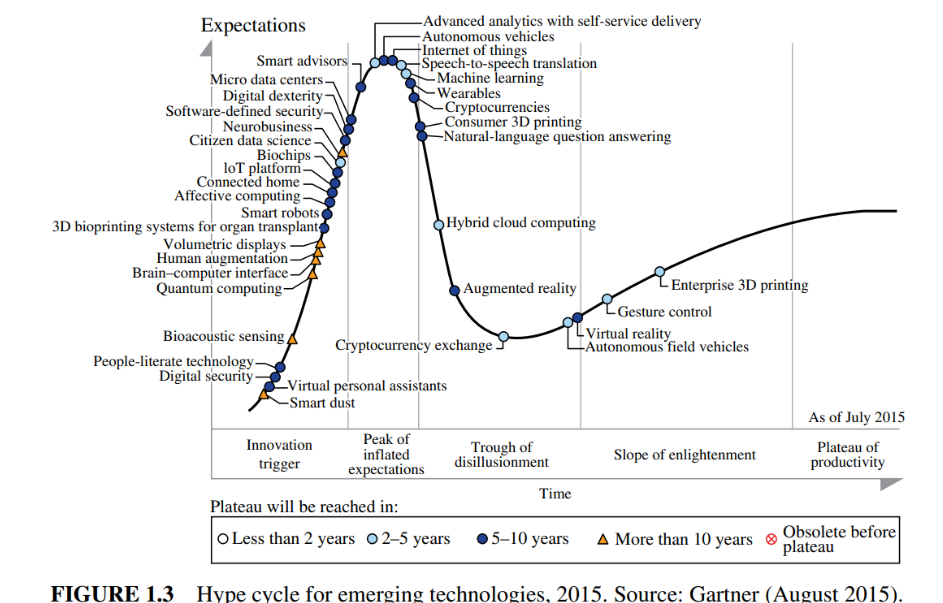 Expectations
Advanced analytics with self-service delivery
Autonomous vehicles
Internet of things
Speech-to-speech translation
Machine learning
Wearables
Cryptocurrencies
Consumer 3D printing
Natural-language question answering
Smart advisors
Micro data centers
Digital dexterity
Software-defined security
Neurobusiness
Citizen data science
Biochips
IoT platform
Connected home
Affective computing
Smart robots
3D bioprinting systems for organ transplant
Volumetric displays
Human augmentation
Brain–computer interface
Quantum computing
Bioacoustic sensing
People-literate technology
Digital security
Virtual personal assistants
Smart dust
Hybrid cloud computing
Augmented reality
Cryptocurrency exchange
Enterprise 3D printing
Gesture control
Virtual reality
Autonomous field vehicles
As of July 2015
Innovation
trigger
Peak of
inflated
expectations
Trough of
disillusionment
Slope of enlightenment
Plateau of
productivity
Time
Plateau will be reached in:
Less than 2 years 2–5 years 5–10 years More than 10 years Obsolete before
plateau
FIGURE 1.3 Hype cycle for emerging technologies, 2015. Source: Gartner (August 2015).